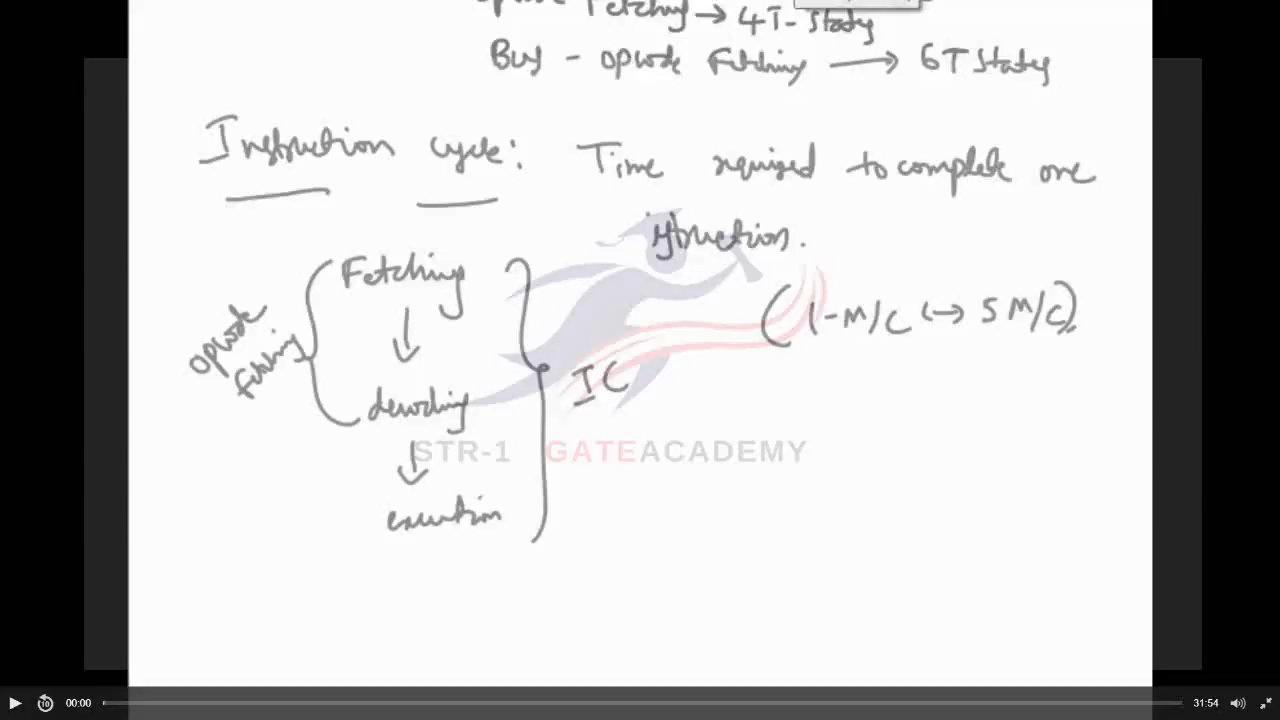 Fetching → 4T-States
Bus - opcode Fetching → 6T States
Instruction cycle: Time required to complete one
instruction.
(1-M/C ↔ 5 M/C).
opcode
fetching
Fetching
↓
decoding
↓
execution
IC
STR-1 GATEACADEMY
10
00:00
31:54